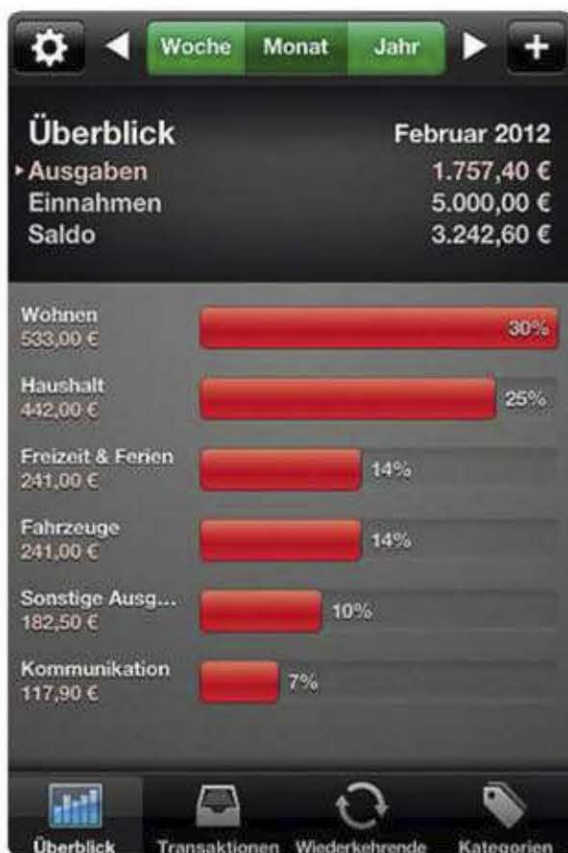 Woche Monat Jahr
Überblick Februar 2012
Ausgaben 1.757,40 €
Einnahmen 5.000,00 €
Saldo 3.242,60 €
Wohnen
533,00 €
30%
Haushalt
442,00 €
25%
Freizeit & Ferien
241,00 €
14%
Fahrzeuge
241,00 €
14%
Sonstige Ausg...
182,50 €
10%
Kommunikation
117,90 €
7%
Überblick Transaktionen Wiederkehrende Kategorien